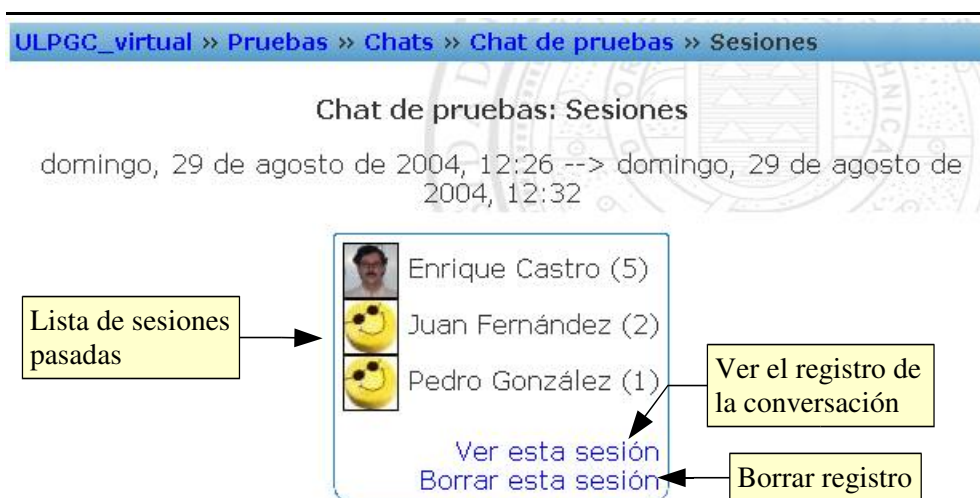 ULPGC_virtual » Pruebas » Chats » Chat de pruebas » Sesiones
Chat de pruebas: Sesiones
domingo, 29 de agosto de 2004, 12:26 --> domingo, 29 de agosto de
2004, 12:32
Enrique Castro (5)
Lista de sesiones
pasadas
Juan Fernández (2)
Pedro González (1)
Ver el registro de
la conversación
Ver esta sesión
Borrar esta sesión
Borrar registro